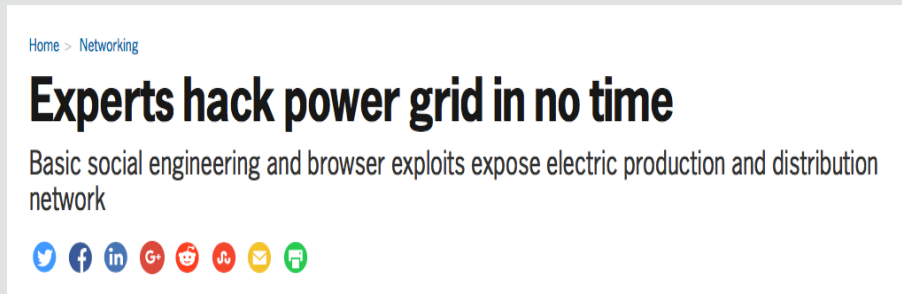 Home > Networking
Experts hack power grid in no time
Basic social engineering and browser exploits expose electric production and distribution
network
in
G+